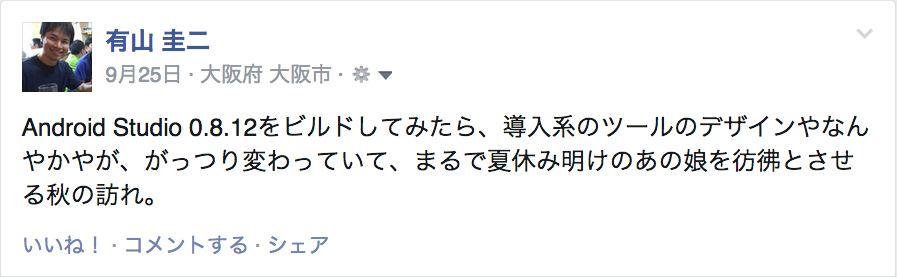 有山 圭二
9月25日 · 大阪府 大阪市 ·
Android Studio 0.8.12をビルドしてみたら、導入系のツールのデザインやなん
やかやが、がっつり変わっていて、まるで夏休み明けのあの娘を彷彿とさせ
る秋の訪れ。
いいね！ · コメントする · シェア